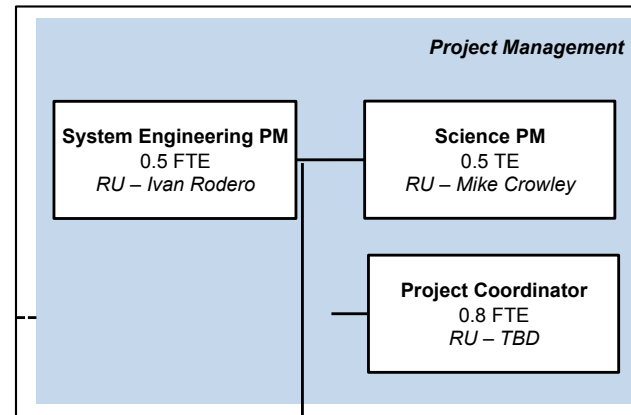 Project Management
System Engineering PM
0.5 FTE
RU – Ivan Rodero
Science PM
0.5 TE
RU – Mike Crowley
Project Coordinator
0.8 FTE
RU – TBD